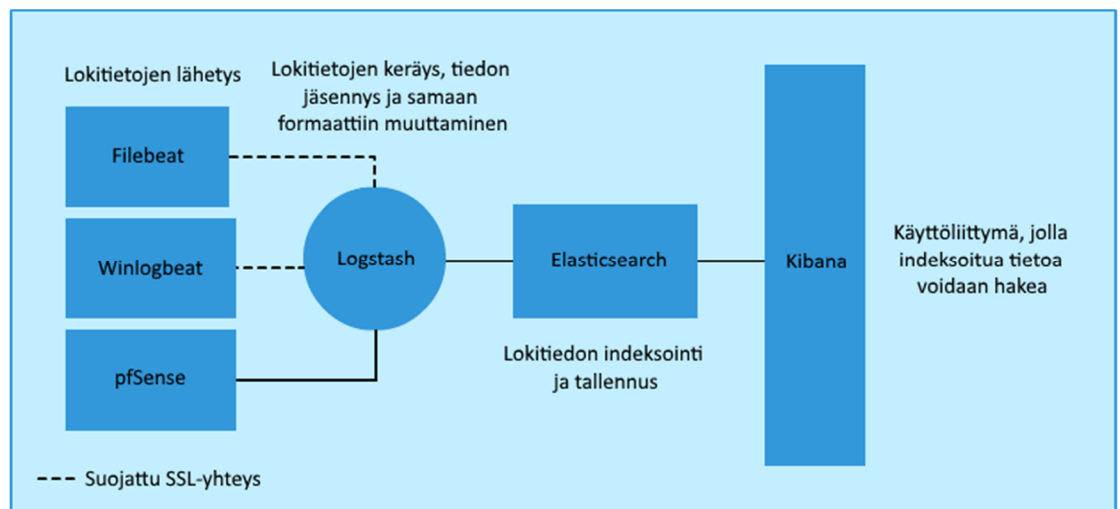 Lokitietojen lähetys
Lokitietojen keräys, tiedon
jäsennys ja samaan
formaattiin muuttaminen
Filebeat
Winlogbeat
pfSense
Logstash
Elasticsearch
Lokitiedon indeksointi
ja tallennus
Kibana
Käyttöliittymä, jolla
indeksoitua tietoa
voidaan hakea
Suojattu SSL-yhteys